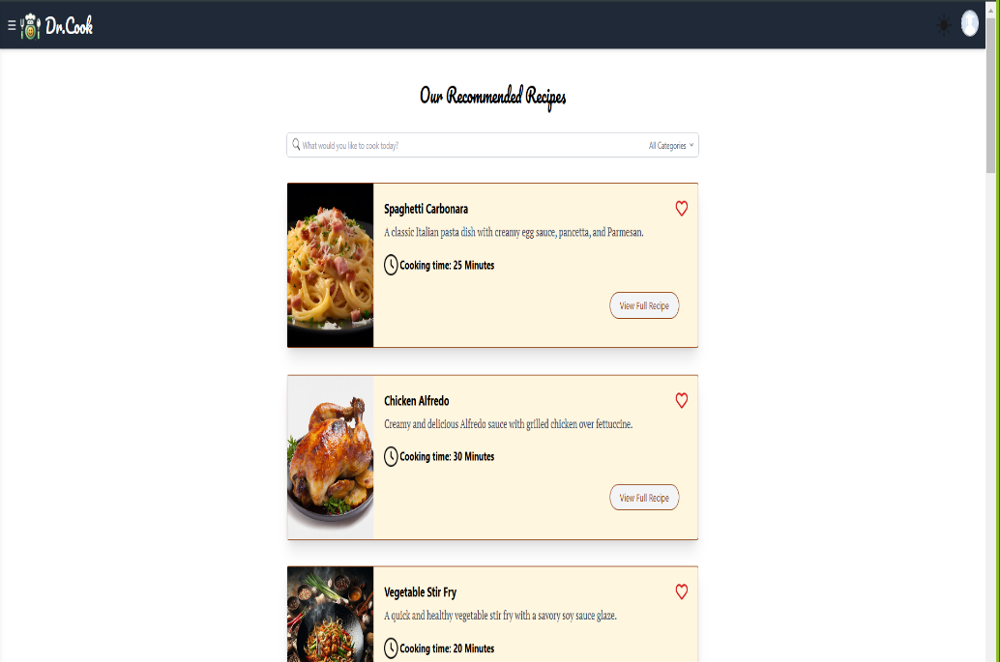 Dr.Cook
Our Recommended Recipes
What would you like to cook today? All Categories
Spaghetti Carbonara
A classic Italian pasta dish with creamy egg sauce, pancetta, and Parmesan.
Cooking time: 25 Minutes
View Full Recipe
Chicken Alfredo
Creamy and delicious Alfredo sauce with grilled chicken over fettuccine.
Cooking time: 30 Minutes
View Full Recipe
Vegetable Stir Fry
A quick and healthy vegetable stir fry with a savory soy sauce glaze.
Cooking time: 20 Minutes